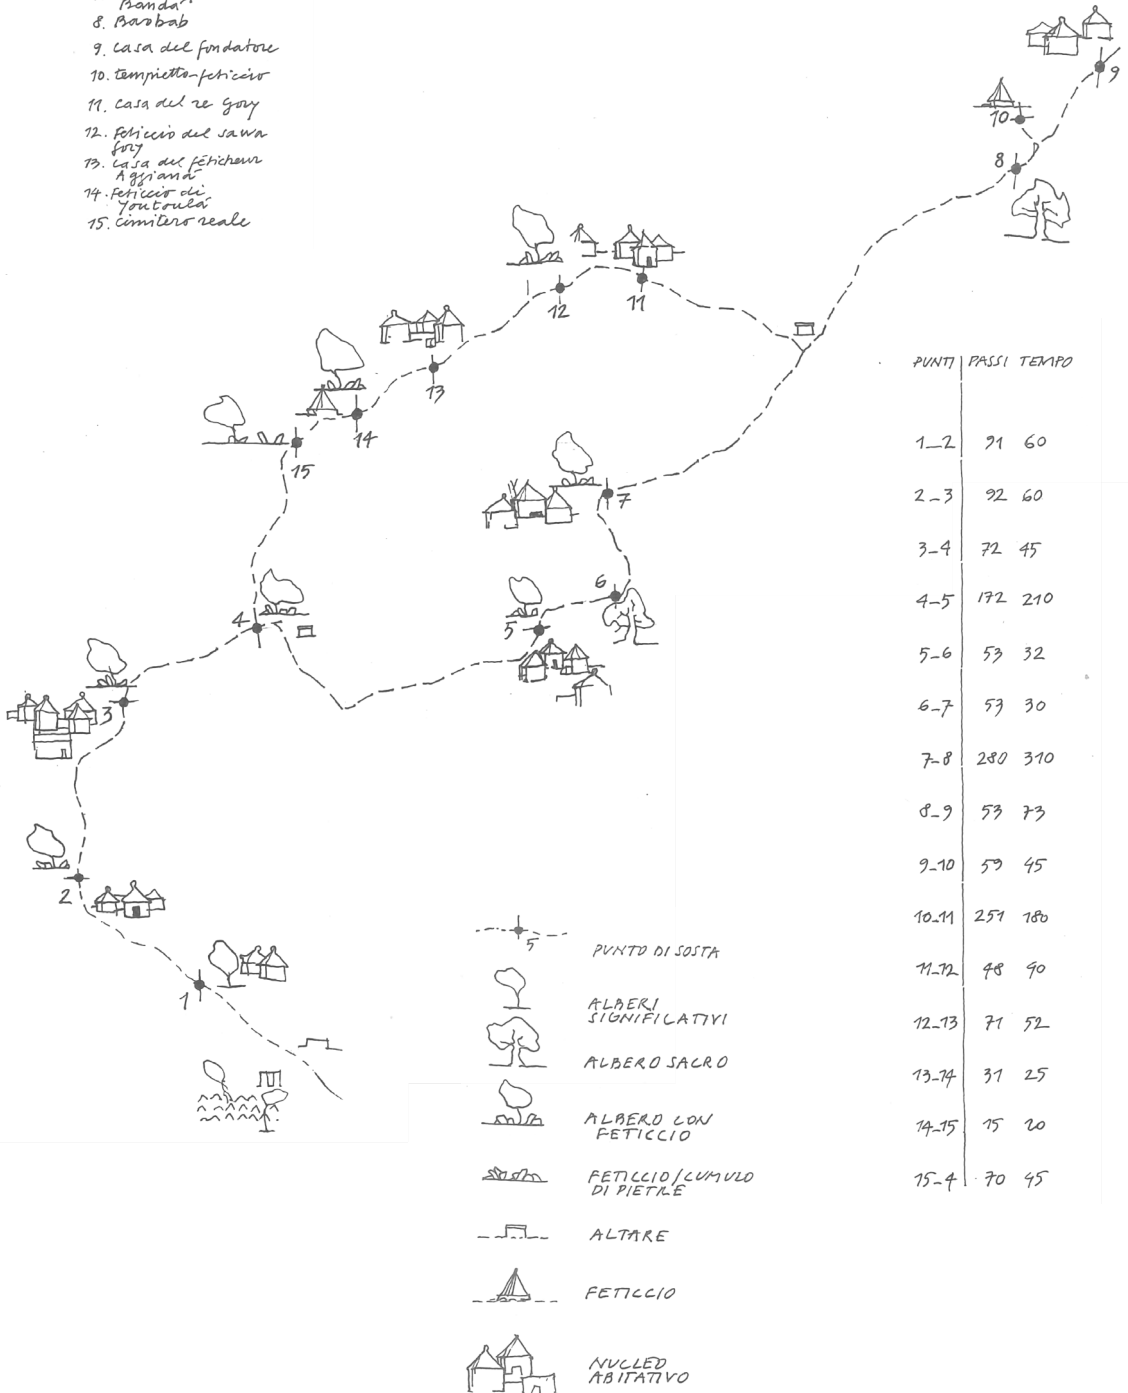 Banda
8. Baobab
9. casa del fondatore
10. tempietto-feticcio
11. casa del re Gory
12. Feticcio del sawa
Gory
13. casa del féticheur
Aggianà
14. Feticcio di
Youtoulá
15. cimitero reale
9
10
8
12
11
13
14
15
7
6
5
4
3
2
1
PUNTI PASSI TEMPO
1_2 91 60
2_3 92 60
3_4 72 45
4_5 172 210
5_6 53 32
6_7 53 30
7_8 280 310
8_9 53 73
9_10 59 45
10_11 251 180
11_12 48 90
12_13 71 52
13_14 31 25
14_15 15 20
15_4 70 45
5
PUNTO DI SOSTA
ALBERI
SIGNIFICATIVI
ALBERO SACRO
ALBERO CON
FETICCIO
FETICCIO/CUMULO
DI PIETRE
ALTARE
FETICCIO
NUCLEO
ABITATIVO